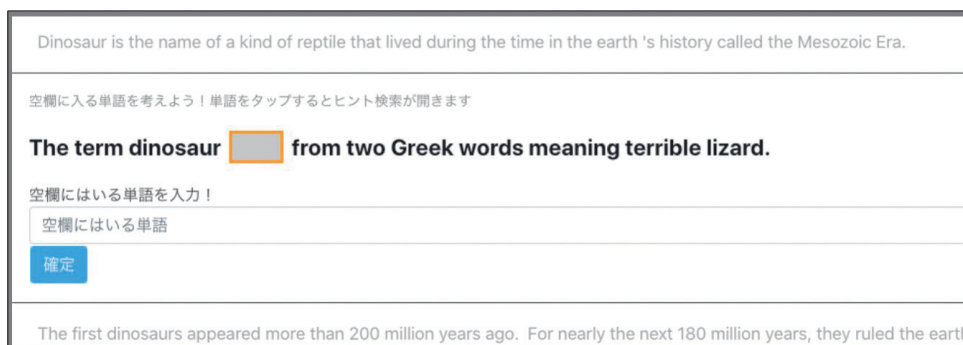 Dinosaur is the name of a kind of reptile that lived during the time in the earth 's history called the Mesozoic Era.
空欄に入る単語を考えよう！単語をタップするとヒント検索が開きます
The term dinosaur from two Greek words meaning terrible lizard.
空欄にはいる単語を入力！
空欄にはいる単語
確定
The first dinosaurs appeared more than 200 million years ago. For nearly the next 180 million years, they ruled the earth